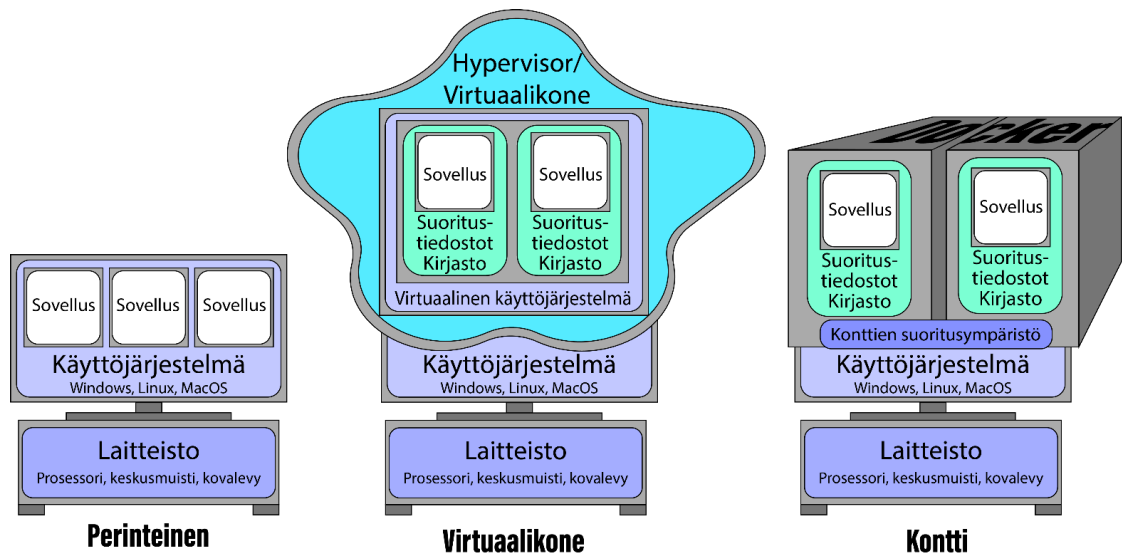 Sovellus
Sovellus
Sovellus
Käyttöjärjestelmä
Windows, Linux, MacOS
Laitteisto
Prosessori, keskusmuisti, kovalevy
Perinteinen
Hypervisor/
Virtuaalikone
Sovellus
Suoritus-
tiedostot
Kirjasto
Sovellus
Suoritus-
tiedostot
Kirjasto
Virtuaalinen käyttöjärjestelmä
Käyttöjärjestelmä
Windows, Linux, MacOS
Laitteisto
Prosessori, keskusmuisti, kovalevy
Virtuaalikone
Docker
Sovellus
Suoritus-
tiedostot
Kirjasto
Sovellus
Suoritus-
tiedostot
Kirjasto
Konttien suoritusympäristö
Käyttöjärjestelmä
Windows, Linux, MacOS
Laitteisto
Prosessori, keskusmuisti, kovalevy
Kontti